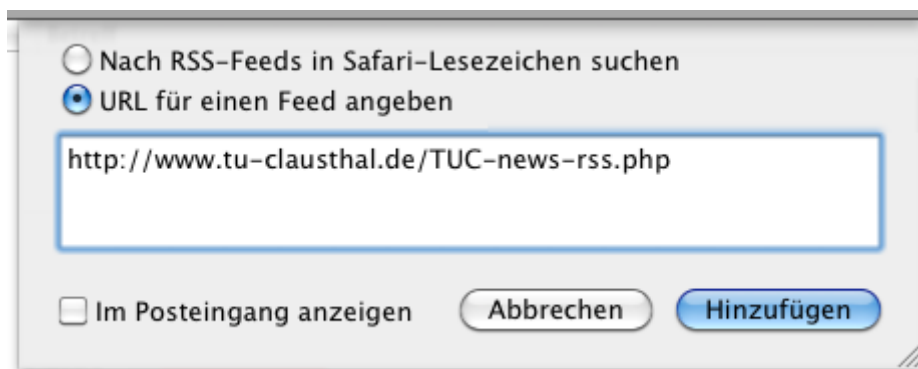 Nach RSS-Feeds in Safari-Lesezeichen suchen
URL für einen Feed angeben
http://www.tu-clausthal.de/TUC-news-rss.php
Im Posteingang anzeigen Abbrechen Hinzufügen